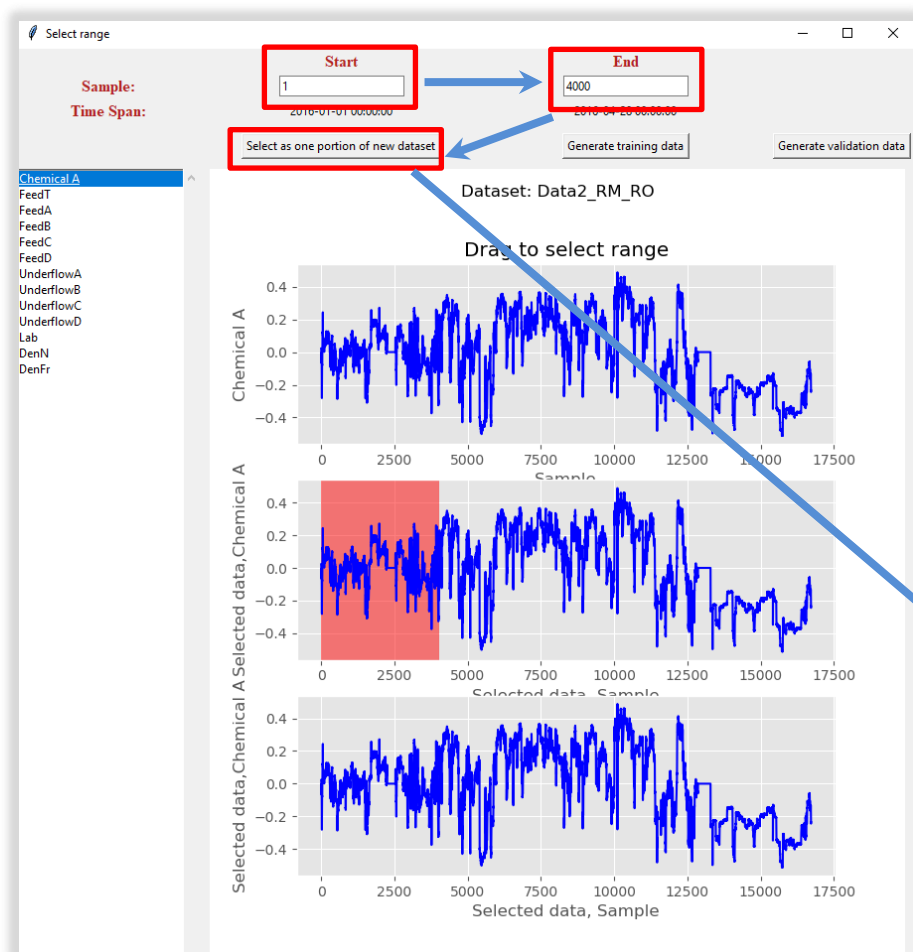 Select range
Start End
Sample: 1 4000
Time Span: 2016-01-01 00:00:00
Select as one portion of new dataset Generate training data Generate validation data
Chemical A
FeedT
FeedA
FeedB
FeedC
FeedD
UnderflowA
UnderflowB
UnderflowC
UnderflowD
Lab
DenN
DenFr
Dataset: Data2_RM_RO
Drag to select range
Chemical A
0.4
0.2
0.0
−0.2
−0.4
0 2500 5000 7500 10000 12500 15000 17500
Sample
Selected data,Chemical A
0.4
0.2
0.0
−0.2
−0.4
0 2500 5000 7500 10000 12500 15000 17500
Selected data, Sample
Selected data,Chemical A
0.4
0.2
0.0
−0.2
−0.4
0 2500 5000 7500 10000 12500 15000 17500
Selected data, Sample